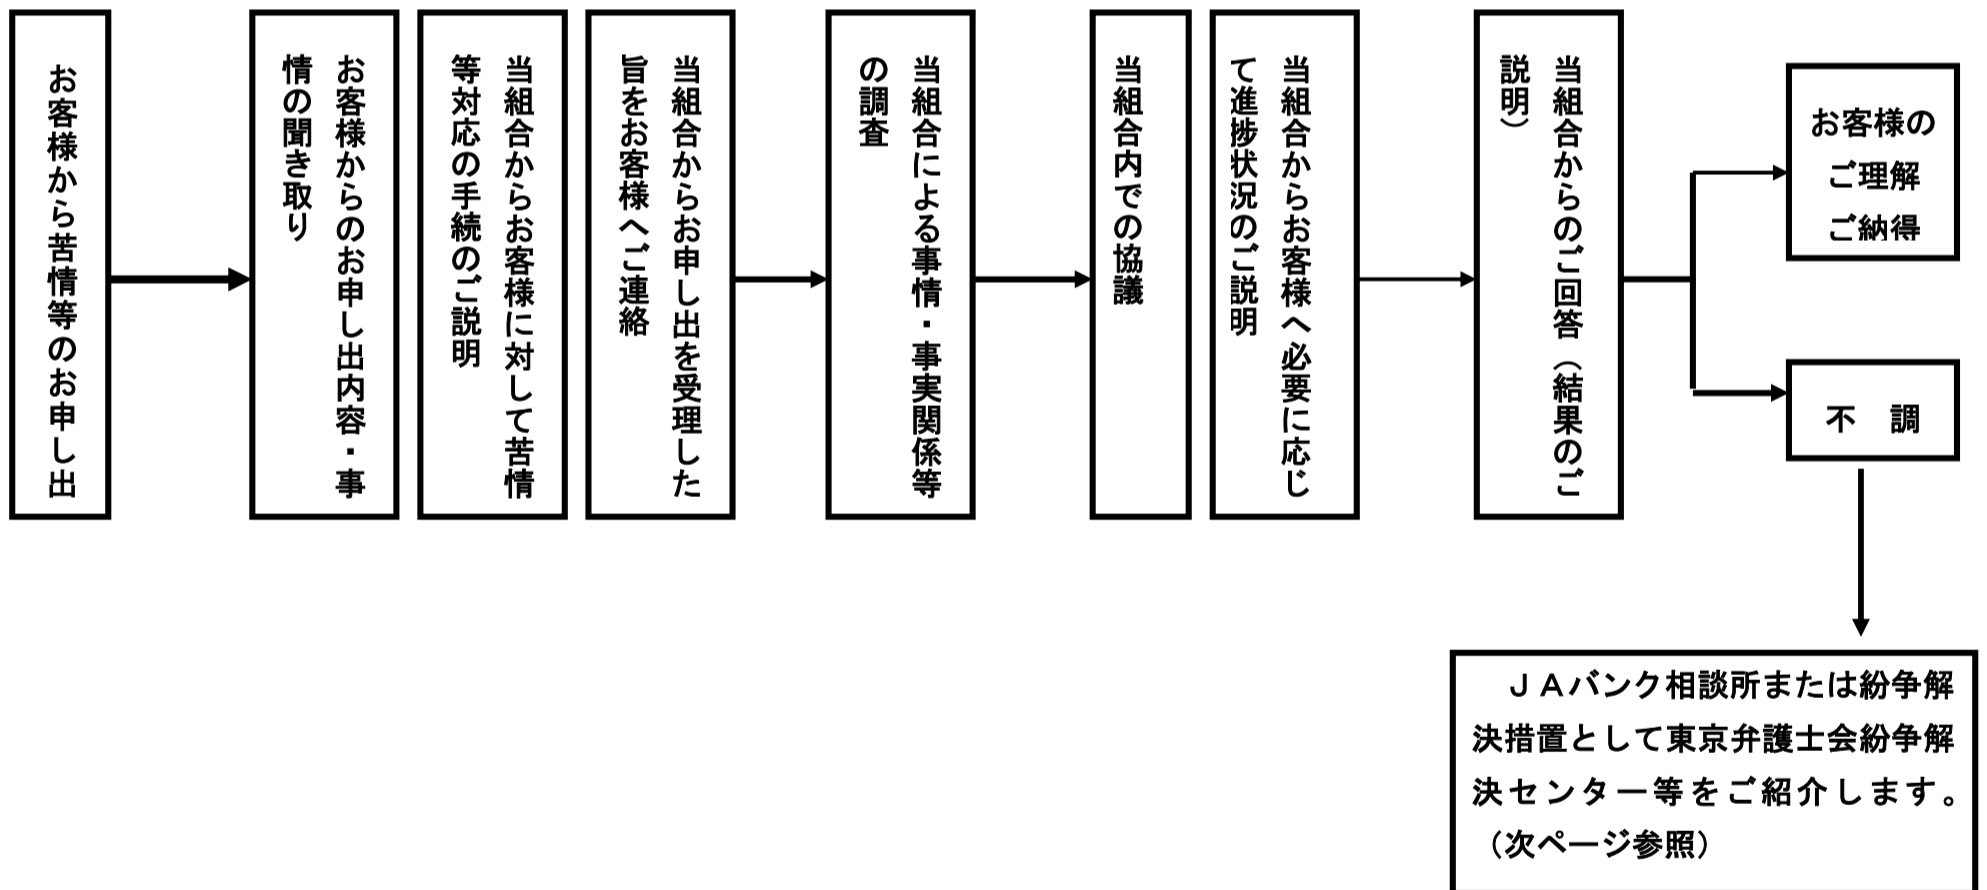 お客様から苦情等のお申し出
お客様からのお申し出内容・事
情の聞き取り
当組合からお客様に対して苦情
等対応の手続のご説明
当組合からお申し出を受理した
旨をお客様へご連絡
当組合による事情・事実関係等
の調査
当組合内での協議
当組合からお客様へ必要に応じ
て進捗状況のご説明
当組合からのご回答（結果のご
説明）
お客様の
ご理解
ご納得
不　調
ＪＡバンク相談所または紛争解
決措置として東京弁護士会紛争解
決センター等をご紹介します。
（次ページ参照）